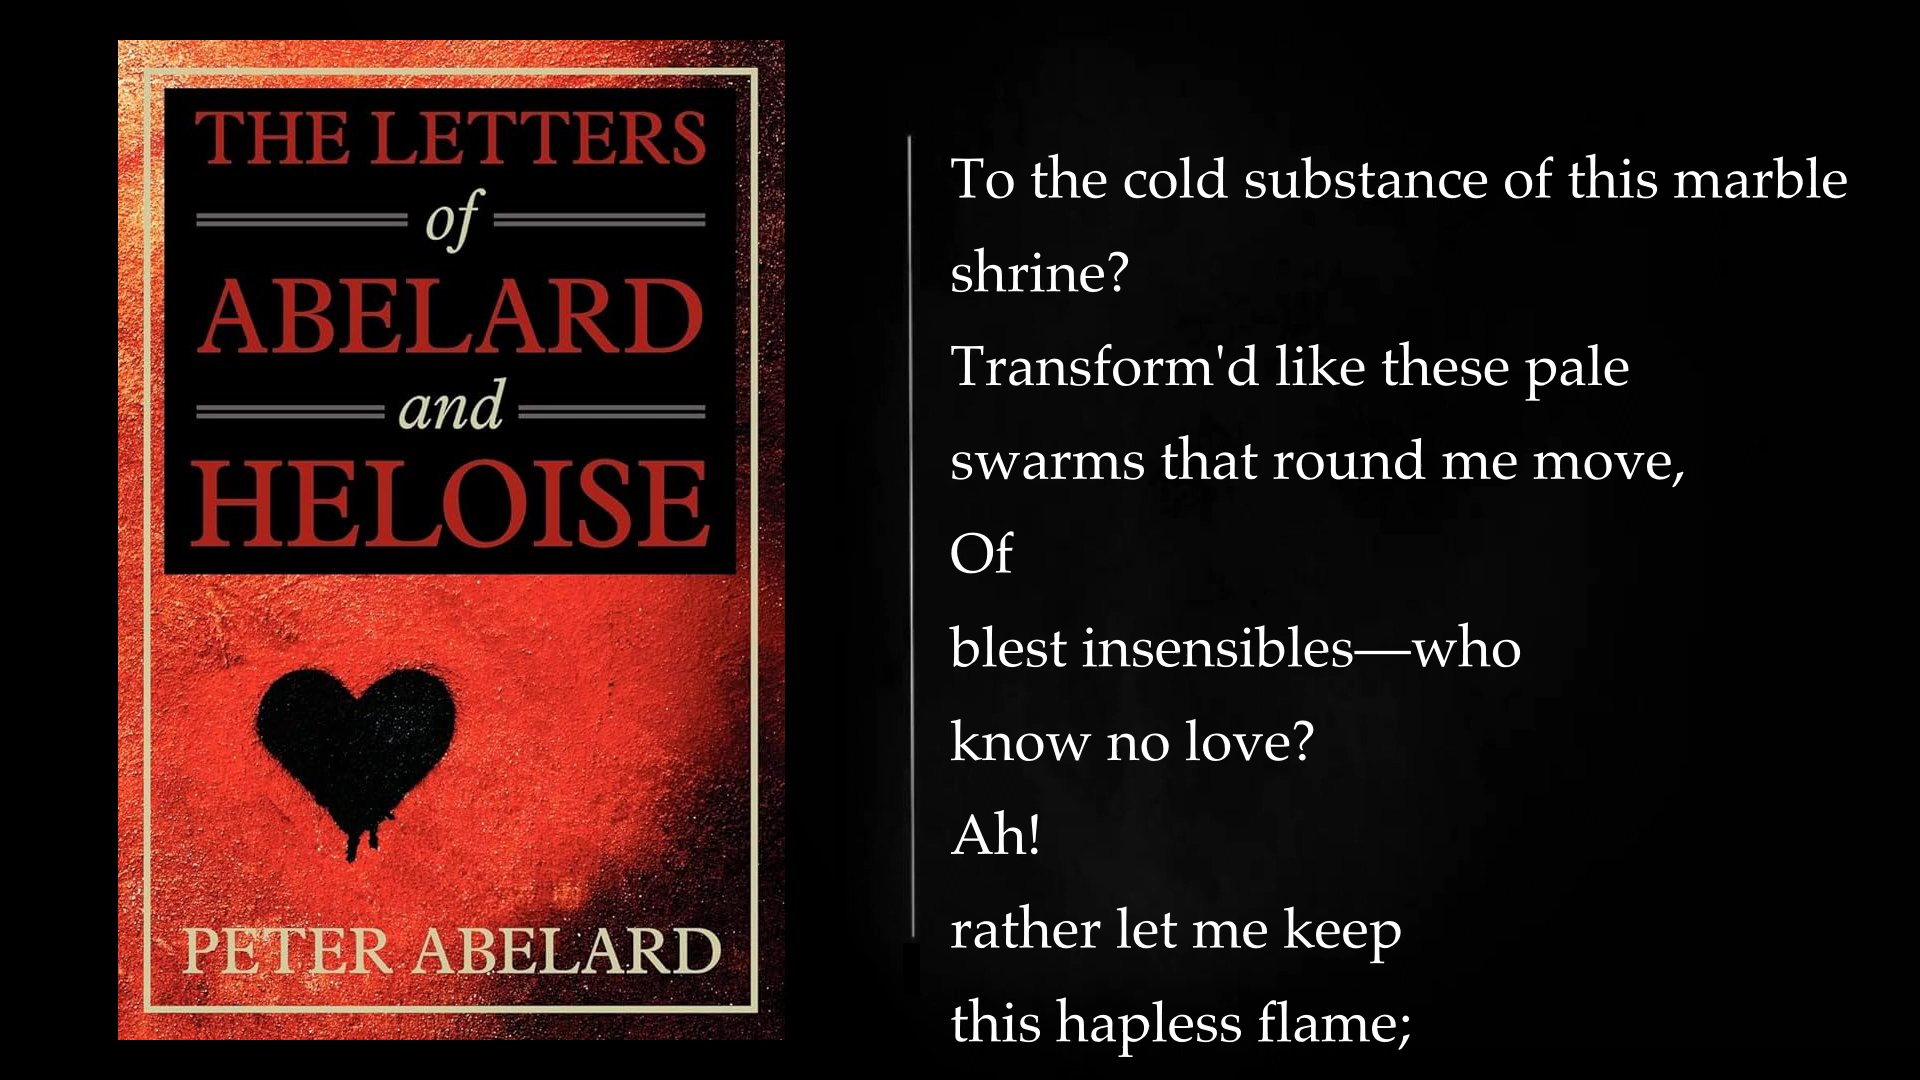 THE LETTERS
of
ABELARD
and
HELOISE
PETER ABELARD
To the cold substance of this marble
shrine?
Transform'd like these pale
swarms that round me move,
Of
blest insensibles—who
know no love?
Ah!
rather let me keep
this hapless flame;